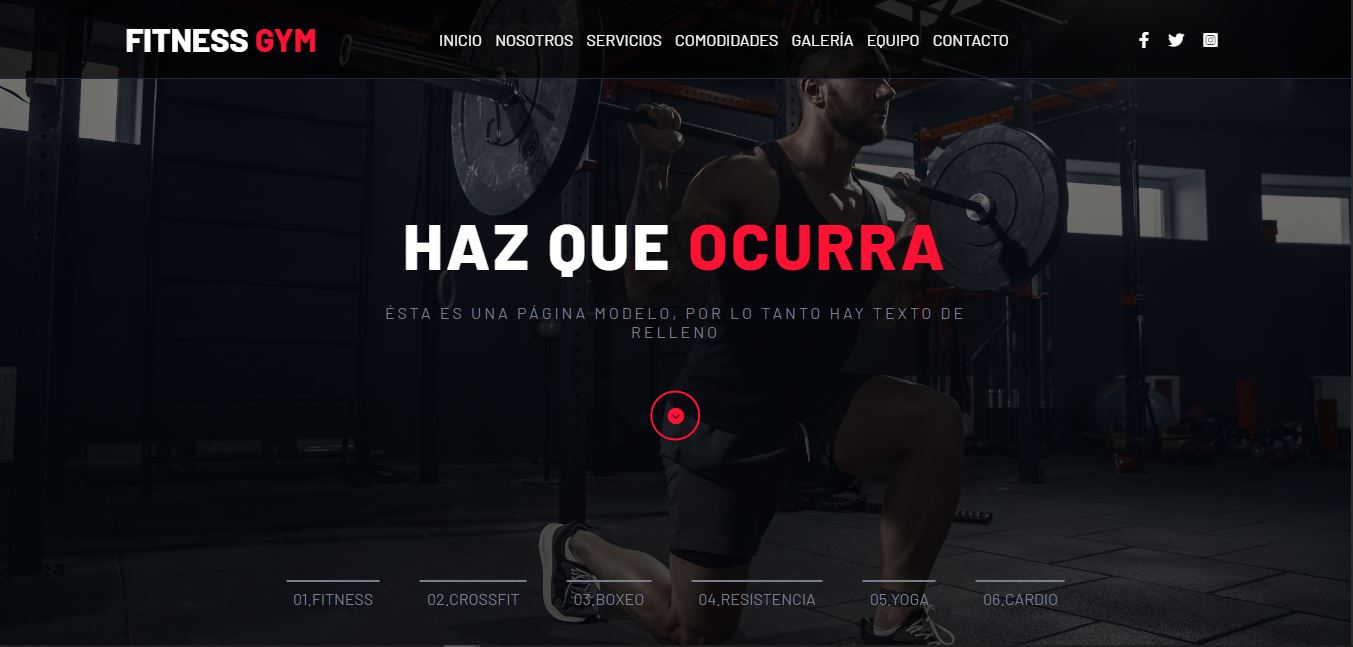 FITNESS GYM
INICIO NOSOTROS SERVICIOS COMODIDADES GALERÍA EQUIPO CONTACTO
HAZ QUE OCURRA
ÉSTA ES UNA PÁGINA MODELO, POR LO TANTO HAY TEXTO DE
RELLENO
01.FITNESS 02.CROSSFIT 03.BOXEO 04.RESISTENCIA 05.YOGA 06.CARDIO